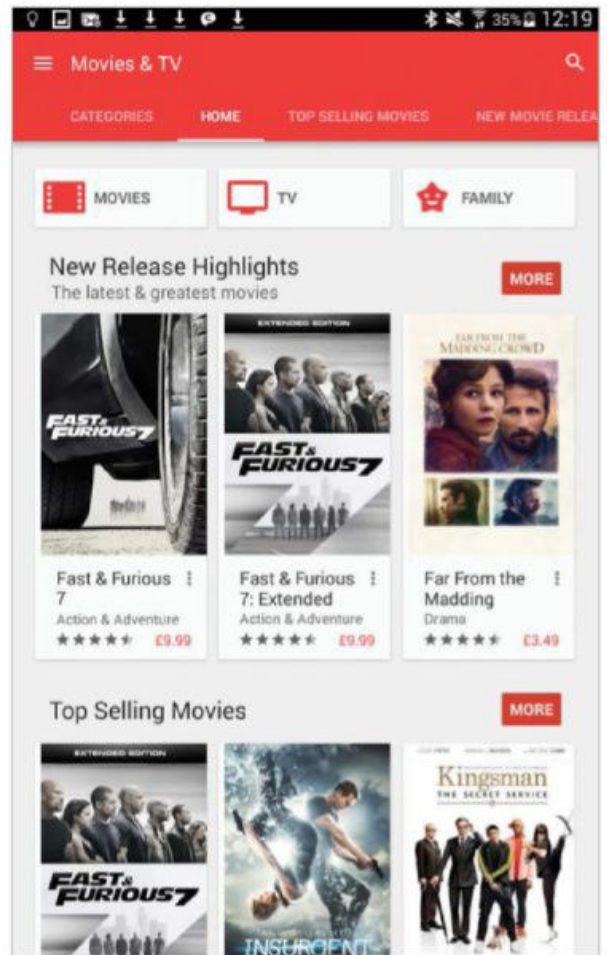 35% 12:19
Movies & TV
CATEGORIES HOME TOP SELLING MOVIES NEW MOVIE RELEA
MOVIES TV FAMILY
New Release Highlights
The latest & greatest movies
MORE
FAST &
FURIOUS 7
EXTENDED EDITION
FAST &
FURIOUS 7
FAR FROM THE
MADDING CROWD
Fast & Furious
7
Action & Adventure
£9.99
Fast & Furious
7: Extended
Action & Adventure
£9.99
Far From the
Madding
Drama
£3.49
Top Selling Movies
MORE
EXTENDED EDITION
FAST &
FURIOUS 7
INSURGENT
Kingsman
THE SECRET SERVICE